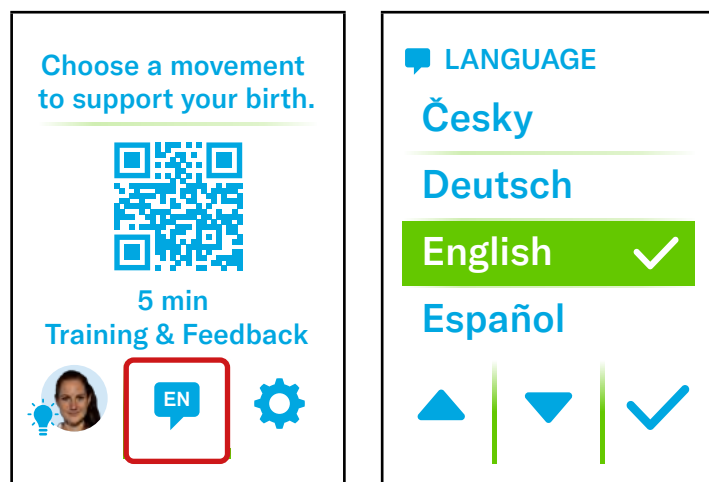 Choose a movement
to support your birth.
5 min
Training & Feedback
EN
LANGUAGE
Česky
Deutsch
English
Español